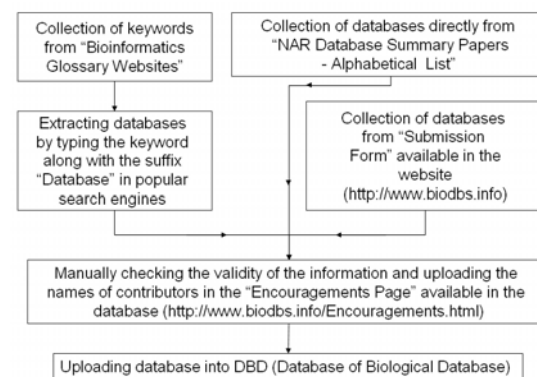 Collection of keywords
from “Bioinformatics
Glossary Websites”
Collection of databases directly from
“NAR Database Summary Papers
- Alphabetical List”
Extracting databases
by typing the keyword
along with the suffix
“Database” in popular
search engines
Collection of databases
from “Submission
Form” available in the
website
(http://www.biodbs.info)
Manually checking the validity of the information and uploading the
names of contributors in the “Encouragements Page” available in the
database (http://www.biodbs.info/Encouragements.html)
Uploading database into DBD (Database of Biological Database)